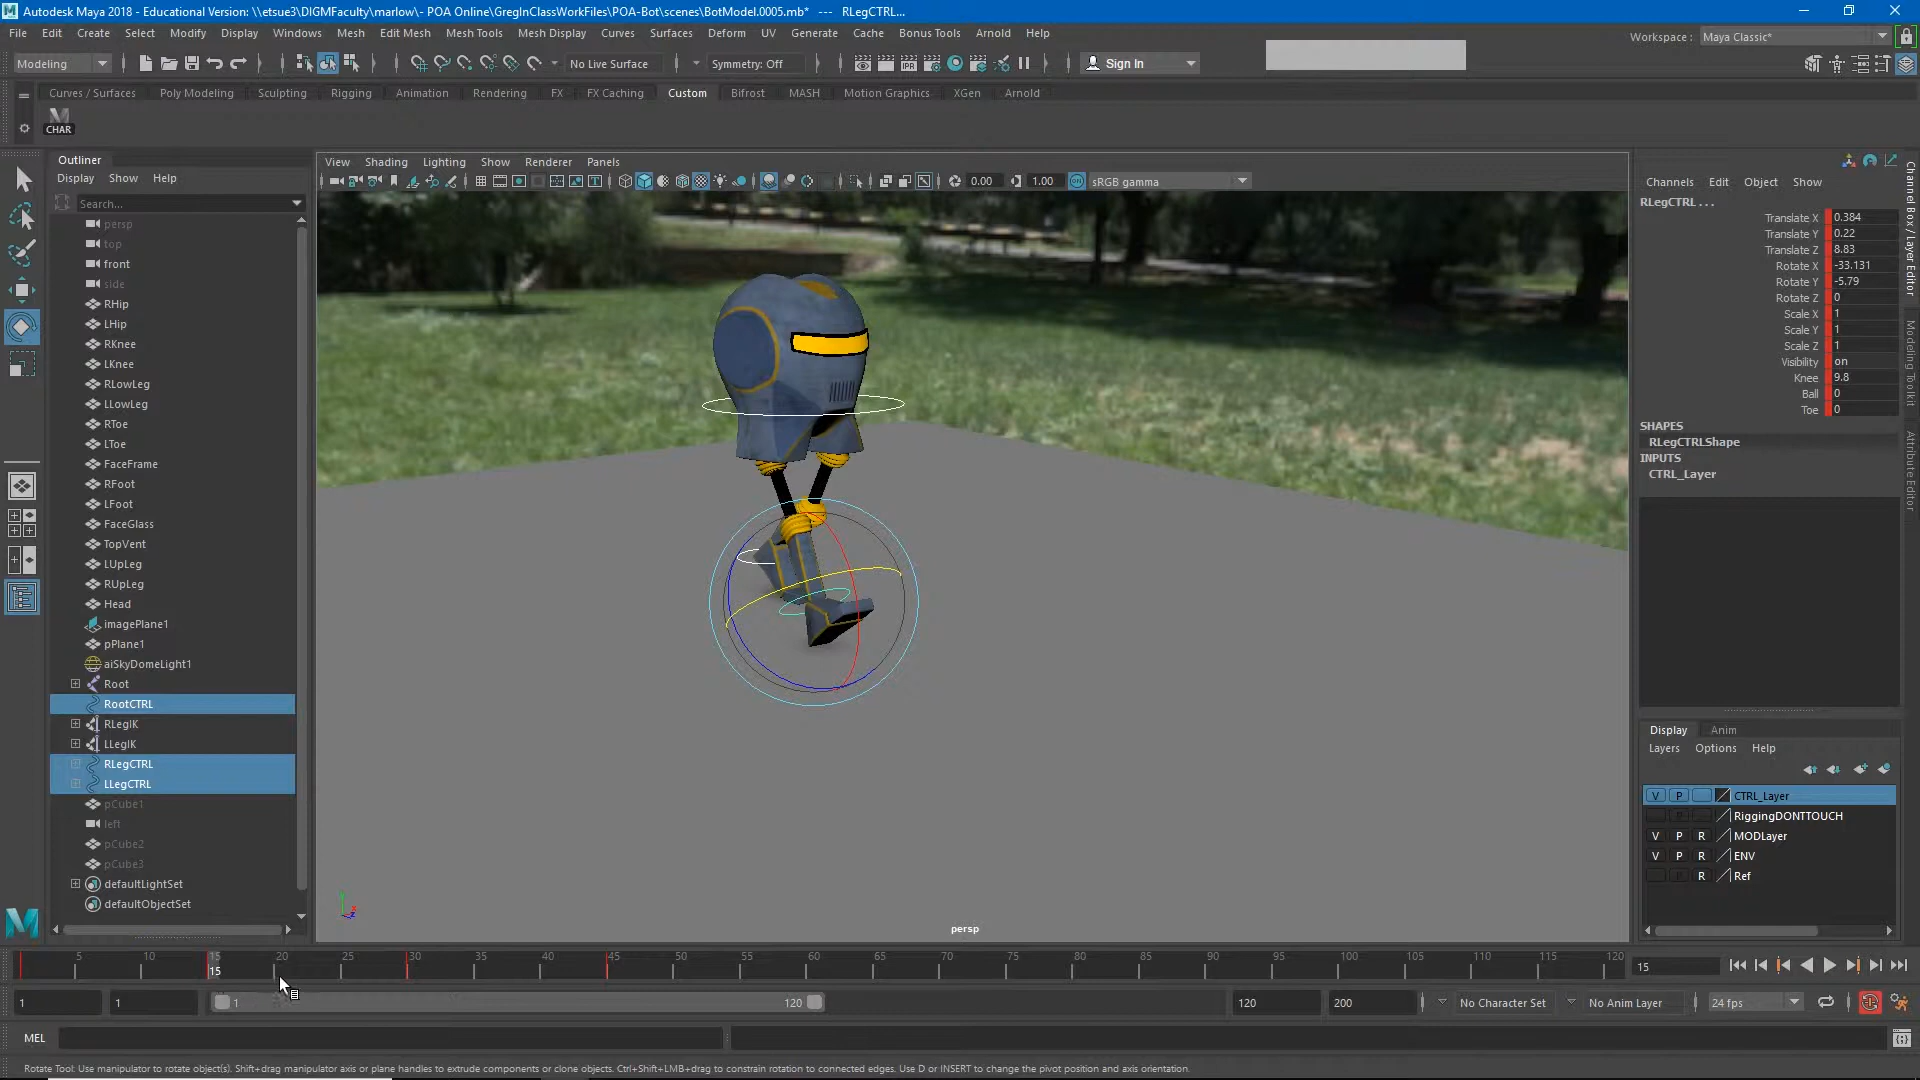 Autodesk Maya 2018 - Educational Version: \\etsue3\DIGMFaculty\marlow\- POA Online\GregInClassWorkFiles\POA-Bot\scenes\BotModel.0005.mb* --- RLegCTRL...
File Edit Create Select Modify Display Windows Mesh Edit Mesh Mesh Tools Mesh Display Curves Surfaces Deform UV Generate Cache Bonus Tools Arnold Help
Workspace : Maya Classic*
Modeling No Live Surface Symmetry: Off Sign In
Curves / Surfaces Poly Modeling Sculpting Rigging Animation Rendering FX FX Caching Custom Bifrost MASH Motion Graphics XGen Arnold
CHAR
Outliner
Display Show Help
Search...
persp
top
front
side
RHip
LHip
RKnee
LKnee
RLowLeg
LLowLeg
RToe
LToe
FaceFrame
RFoot
LFoot
FaceGlass
TopVent
LUpLeg
RUpLeg
Head
imagePlane1
pPlane1
aiSkyDomeLight1
Root
RootCTRL
RLegIK
LLegIK
RLegCTRL
LLegCTRL
pCube1
left
pCube2
pCube3
defaultLightSet
defaultObjectSet
View Shading Lighting Show Renderer Panels
0.00 1.00 sRGB gamma
persp
Channels Edit Object Show
RLegCTRL . . .
Translate X 0.384
Translate Y 0.22
Translate Z 8.83
Rotate X -33.131
Rotate Y -5.79
Rotate Z 0
Scale X 1
Scale Y 1
Scale Z 1
Visibility on
Knee 9.8
Ball 0
Toe 0
SHAPES
RLegCTRLShape
INPUTS
CTRL_Layer
Channel Box / Layer Editor
Modeling Toolkit
Attribute Editor
Display Anim
Layers Options Help
V P CTRL_Layer
RiggingDONTTOUCH
V P R MODLayer
V P R ENV
R Ref
5 10 15 20 25 30 35 40 45 50 55 60 65 70 75 80 85 90 95 100 105 110 115 120
15
15
1 1 1 120 120 200 No Character Set No Anim Layer 24 fps
MEL
Rotate Tool: Use manipulator to rotate object(s). Shift+drag manipulator axis or plane handles to extrude components or clone objects. Ctrl+Shift+LMB+drag to constrain rotation to connected edges. Use D or INSERT to change the pivot position and axis orientation.